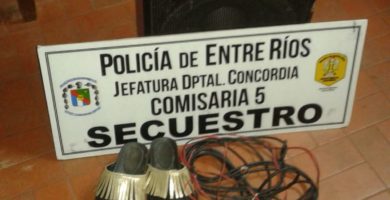 POLICÍA DE ENTRE RÍOS
JEFATURA DPTAL. CONCORDIA
COMISARIA 5
SECUESTRO